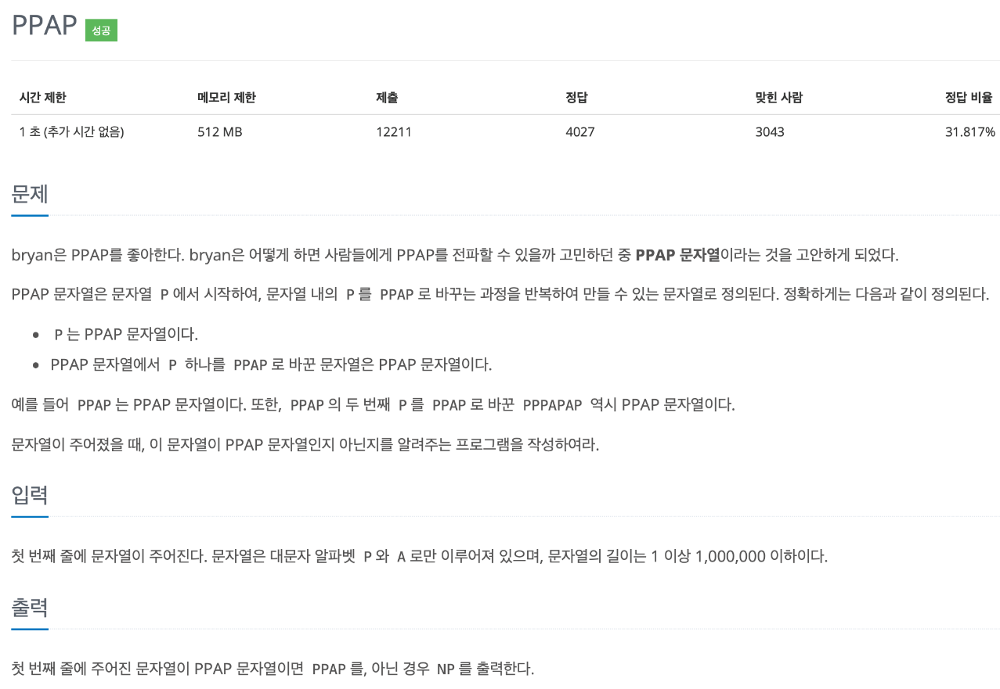 PPAP 성공
시간 제한 메모리 제한 제출 정답 맞힌 사람 정답 비율
1 초 (추가 시간 없음) 512 MB 12211 4027 3043 31.817%
문제
bryan은 PPAP를 좋아한다. bryan은 어떻게 하면 사람들에게 PPAP를 전파할 수 있을까 고민하던 중 PPAP 문자열이라는 것을 고안하게 되었다.
PPAP 문자열은 문자열 P 에서 시작하여, 문자열 내의 P 를 PPAP 로 바꾸는 과정을 반복하여 만들 수 있는 문자열로 정의된다. 정확하게는 다음과 같이 정의된다.
• P 는 PPAP 문자열이다.
• PPAP 문자열에서 P 하나를 PPAP 로 바꾼 문자열은 PPAP 문자열이다.
예를 들어 PPAP 는 PPAP 문자열이다. 또한, PPAP 의 두 번째 P 를 PPAP 로 바꾼 PPPAPAP 역시 PPAP 문자열이다.
문자열이 주어졌을 때, 이 문자열이 PPAP 문자열인지 아닌지를 알려주는 프로그램을 작성하여라.
입력
첫 번째 줄에 문자열이 주어진다. 문자열은 대문자 알파벳 P 와 A 로만 이루어져 있으며, 문자열의 길이는 1 이상 1,000,000 이하이다.
출력
첫 번째 줄에 주어진 문자열이 PPAP 문자열이면 PPAP 를, 아닌 경우 NP 를 출력한다.